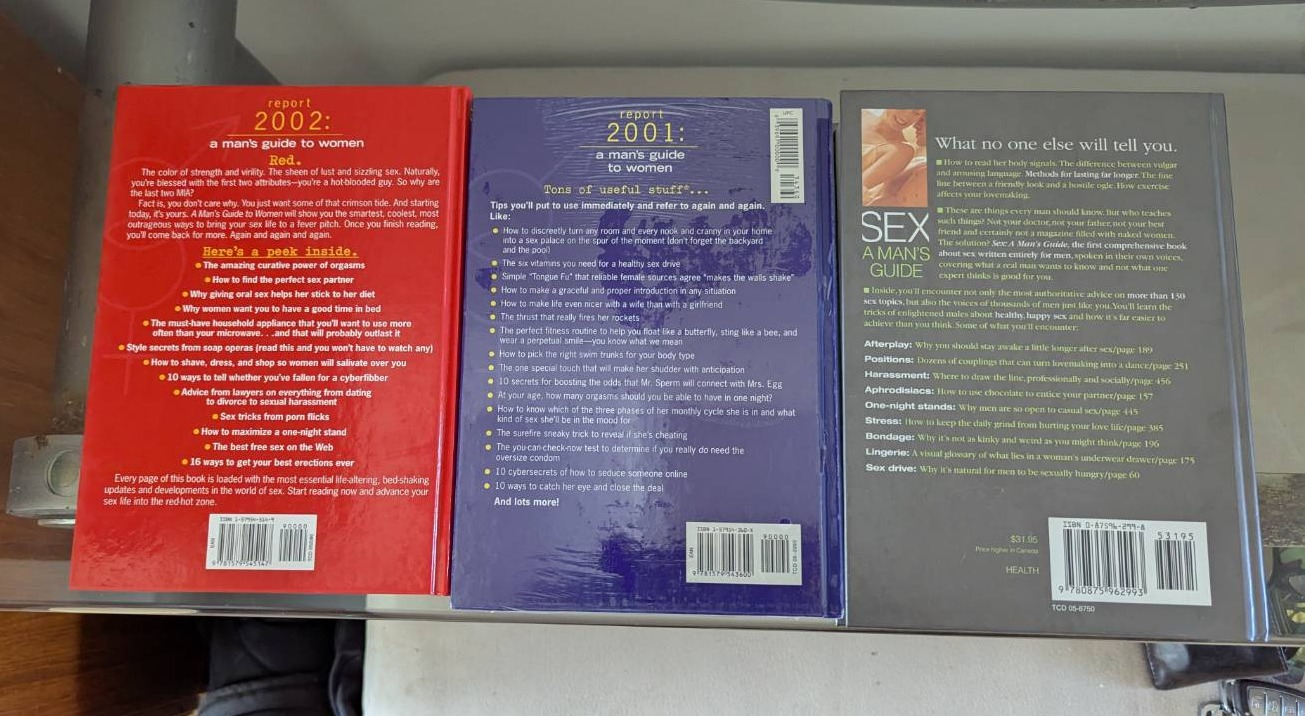 report
2002:
a man's guide to women
Red.
The color of strength and virility. The sheen of lust and sizzling sex. Naturally,
you're blessed with the first two attributes—you're a hot-blooded guy. So why are
the last two MIA?
Fact is, you don't care why. You just want some of that crimson tide. And starting
today, it's yours. A Man's Guide to Women will show you the smartest, coolest, most
outrageous ways to bring your sex life to a fever pitch. Once you finish reading,
you'll come back for more. Again and again and again.
Here's a peek inside.
● The amazing curative power of orgasms
● How to find the perfect sex partner
● Why giving oral sex helps her stick to her diet
● Why women want you to have a good time in bed
● The must-have household appliance that you'll want to use more
often than your microwave. . .and that will probably outlast it
● Style secrets from soap operas (read this and you won't have to watch any)
● How to shave, dress, and shop so women will salivate over you
● 10 ways to tell whether you've fallen for a cyberfibber
● Advice from lawyers on everything from dating
to divorce to sexual harassment
● Sex tricks from porn flicks
● How to maximize a one-night stand
● The best free sex on the Web
● 16 ways to get your best erections ever
Every page of this book is loaded with the most essential life-altering, bed-shaking
updates and developments in the world of sex. Start reading now and advance your
sex life into the red-hot zone.
90000
EAN
9 781579 545147
report
2001:
a man's guide
to women
UPC
Tons of useful stuff*...
Tips you'll put to use immediately and refer to again and again.
Like:
● How to discreetly turn any room and every nook and cranny in your home
into a sex palace on the spur of the moment (don't forget the backyard
and the pool)
● The six vitamins you need for a healthy sex drive
● Simple "Tongue Fu" that reliable female sources agree "makes the walls shake"
● How to make a graceful and proper introduction in any situation
● How to make life even nicer with a wife than with a girlfriend
● The thrust that really fires her rockets
● The perfect fitness routine to help you float like a butterfly, sting like a bee, and
wear a perpetual smile—you know what we mean
● How to pick the right swim trunks for your body type
● The one special touch that will make her shudder with anticipation
● 10 secrets for boosting the odds that Mr. Sperm will connect with Mrs. Egg
● At your age, how many orgasms should you be able to have in one night?
● How to know which of the three phases of her monthly cycle she is in and what
kind of sex she'll be in the mood for
● The surefire sneaky trick to reveal if she's cheating
● The you-can-check-now test to determine if you really do need the
oversize condom
● 10 cybersecrets of how to seduce someone online
● 10 ways to catch her eye and close the deal
And lots more!
90000
EAN
9 781579 543600
SEX
A MAN'S
GUIDE
What no one else will tell you.
■ How to read her body signals. The difference between vulgar
and arousing language. Methods for lasting far longer. The fine
line between a friendly look and a hostile ogle. How exercise
affects your lovemaking.
■ These are things every man should know. But who teaches
such things? Not your doctor, not your father, not your best
friend and certainly not a magazine filled with naked women.
The solution? Sex: A Man's Guide, the first comprehensive book
about sex written entirely for men, spoken in their own voices,
covering what a real man wants to know and not what one
expert thinks is good for you.
■ Inside, you'll encounter not only the most authoritative advice on more than 130
sex topics, but also the voices of thousands of men just like you. You'll learn the
tricks of enlightened males about healthy, happy sex and how it's far easier to
achieve than you think. Some of what you'll encounter:
Afterplay: Why you should stay awake a little longer after sex/page 189
Positions: Dozens of couplings that can turn lovemaking into a dance/page 251
Harassment: Where to draw the line, professionally and socially/page 456
Aphrodisiacs: How to use chocolate to entice your partner/page 157
One-night stands: Why men are so open to casual sex/page 445
Stress: How to keep the daily grind from hurting your love life/page 385
Bondage: Why it's not as kinky and weird as you might think/page 196
Lingerie: A visual glossary of what lies in a woman's underwear drawer/page 175
Sex drive: Why it's natural for men to be sexually hungry/page 60
$31.95
Price higher in Canada
HEALTH
ISBN 0-87596-299-8
53195
9 780875 962993
TCD 05-6750